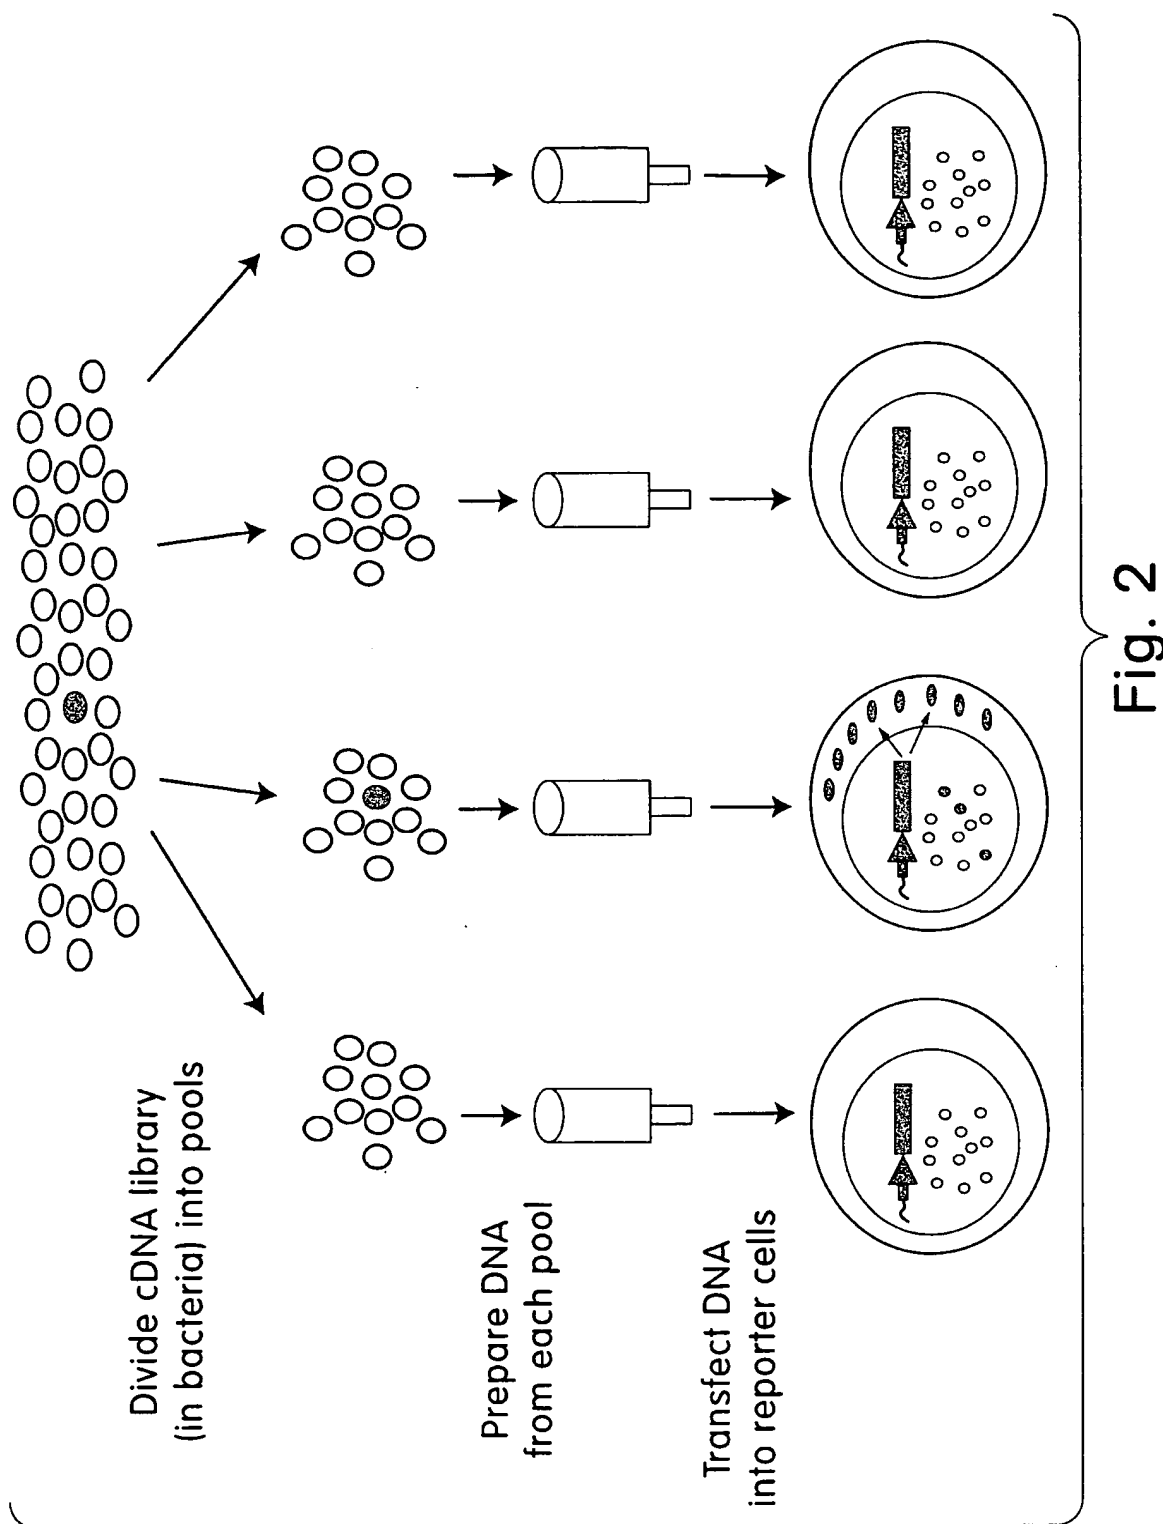 Divide cDNA library
(in bacteria) into pools
Prepare DNA
from each pool
Transfect DNA
into reporter cells
Fig. 2